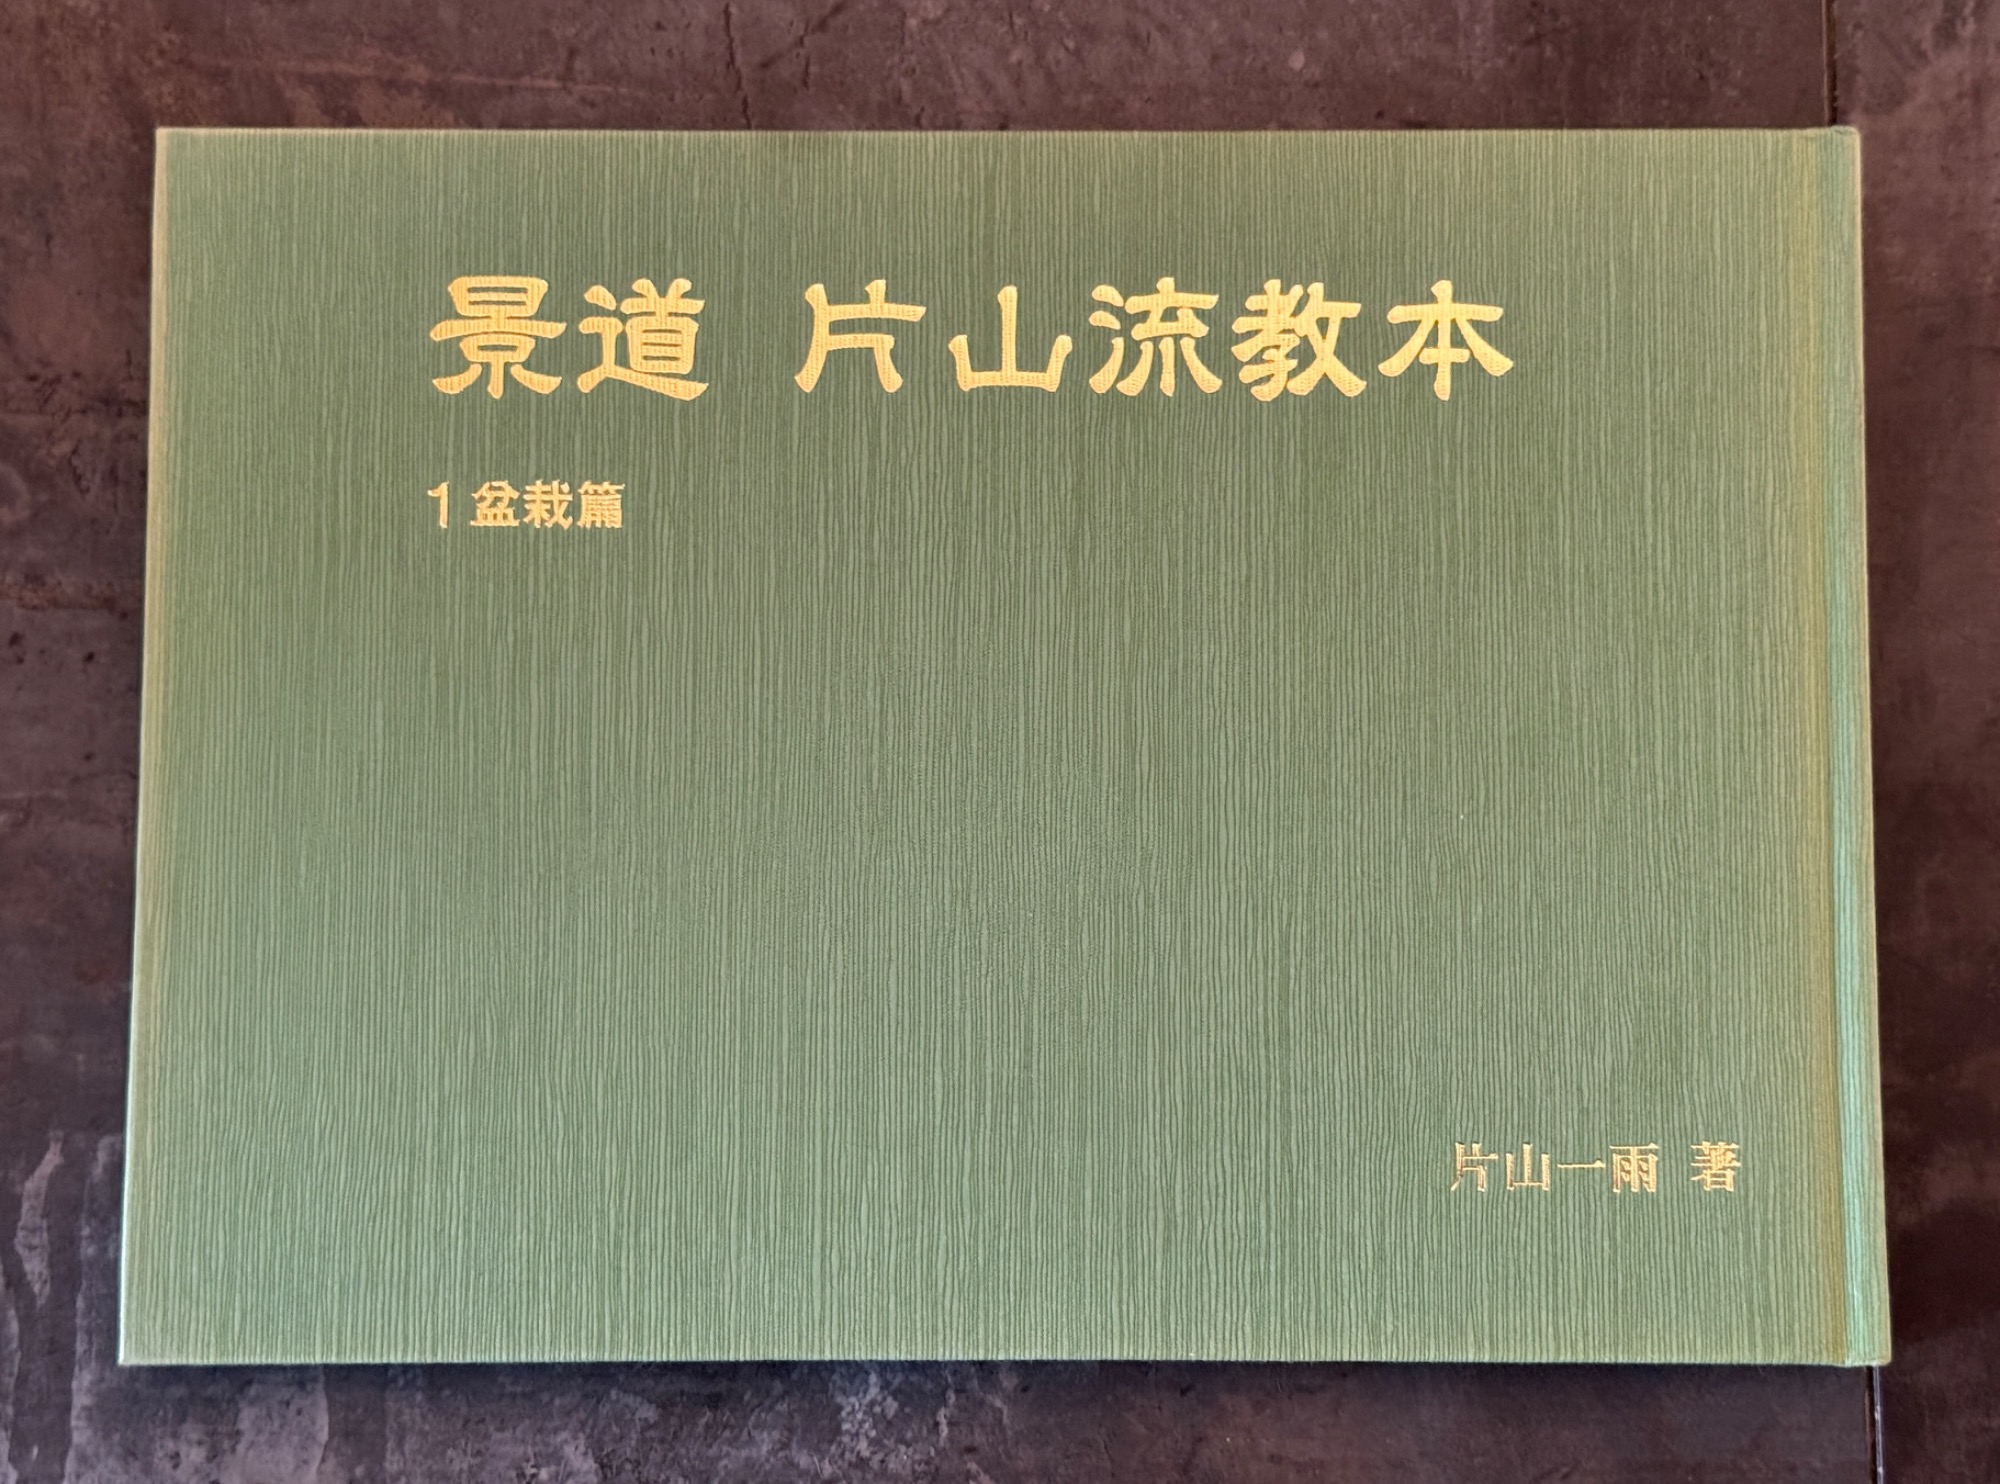 景道 片山流教本
1 盆栽篇
片山一雨 著